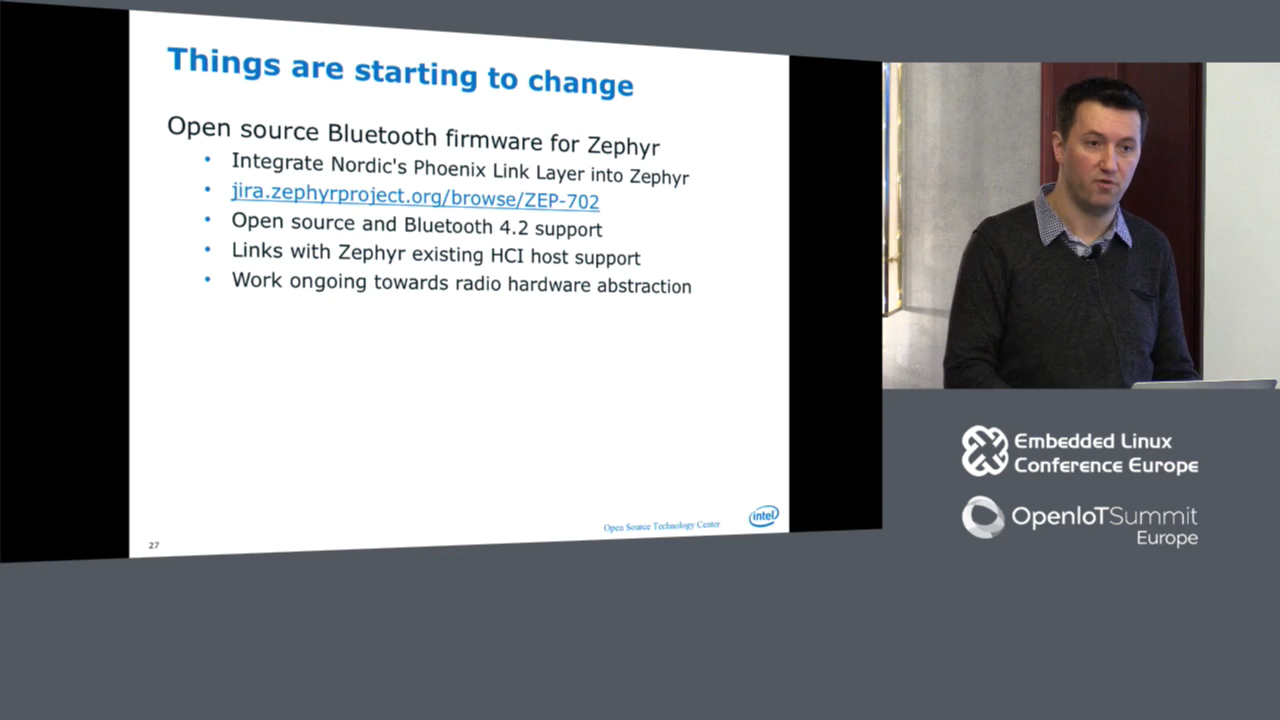 Things are starting to change
Open source Bluetooth firmware for Zephyr
• Integrate Nordic's Phoenix Link Layer into Zephyr
• jira.zephyrproject.org/browse/ZEP-702
• Open source and Bluetooth 4.2 support
• Links with Zephyr existing HCI host support
• Work ongoing towards radio hardware abstraction
Open Source Technology Center
intel
27
Embedded Linux
Conference Europe
OpenIoTSummit
Europe